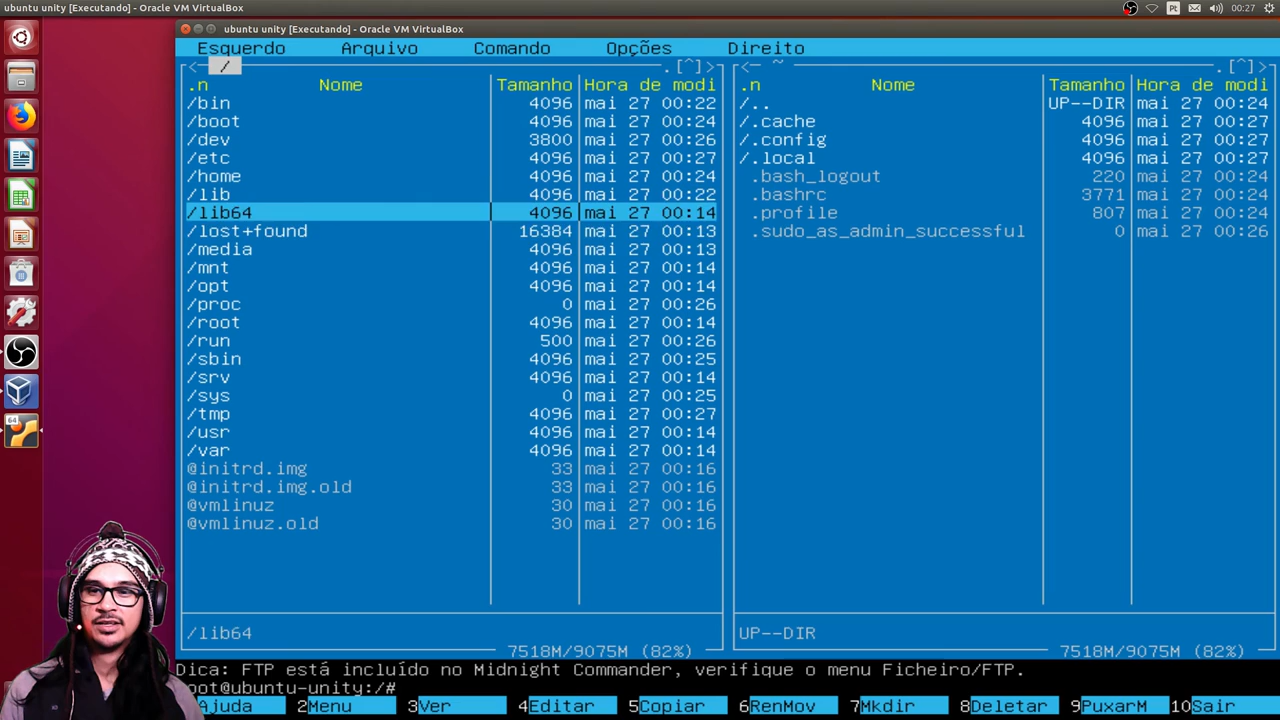 ubuntu unity [Executando] - Oracle VM VirtualBox
Pt
00:27
ubuntu unity [Executando] - Oracle VM VirtualBox
Esquerdo Arquivo Comando Opções Direito
<─ / .[^]>
<─ ~ .[^]>
.n Nome Tamanho Hora de modi
/bin 4096 mai 27 00:22
/boot 4096 mai 27 00:24
/dev 3800 mai 27 00:26
/etc 4096 mai 27 00:27
/home 4096 mai 27 00:24
/lib 4096 mai 27 00:22
/lib64 4096 mai 27 00:14
/lost+found 16384 mai 27 00:13
/media 4096 mai 27 00:13
/mnt 4096 mai 27 00:14
/opt 4096 mai 27 00:14
/proc 0 mai 27 00:26
/root 4096 mai 27 00:14
/run 500 mai 27 00:26
/sbin 4096 mai 27 00:25
/srv 4096 mai 27 00:14
/sys 0 mai 27 00:25
/tmp 4096 mai 27 00:27
/usr 4096 mai 27 00:14
/var 4096 mai 27 00:14
@initrd.img 33 mai 27 00:16
@initrd.img.old 33 mai 27 00:16
@vmlinuz 30 mai 27 00:16
@vmlinuz.old 30 mai 27 00:16
/lib64
7518M/9075M (82%)
.n Nome Tamanho Hora de modi
/.. UP--DIR mai 27 00:24
/.cache 4096 mai 27 00:27
/.config 4096 mai 27 00:27
/.local 4096 mai 27 00:27
.bash_logout 220 mai 27 00:24
.bashrc 3771 mai 27 00:24
.profile 807 mai 27 00:24
.sudo_as_admin_successful 0 mai 27 00:26
UP--DIR
7518M/9075M (82%)
Dica: FTP está incluído no Midnight Commander, verifique o menu Ficheiro/FTP.
oot@ubuntu-unity:/#
Ajuda 2Menu 3Ver 4Editar 5Copiar 6RenMov 7Mkdir 8Deletar 9PuxarM 10Sair
64